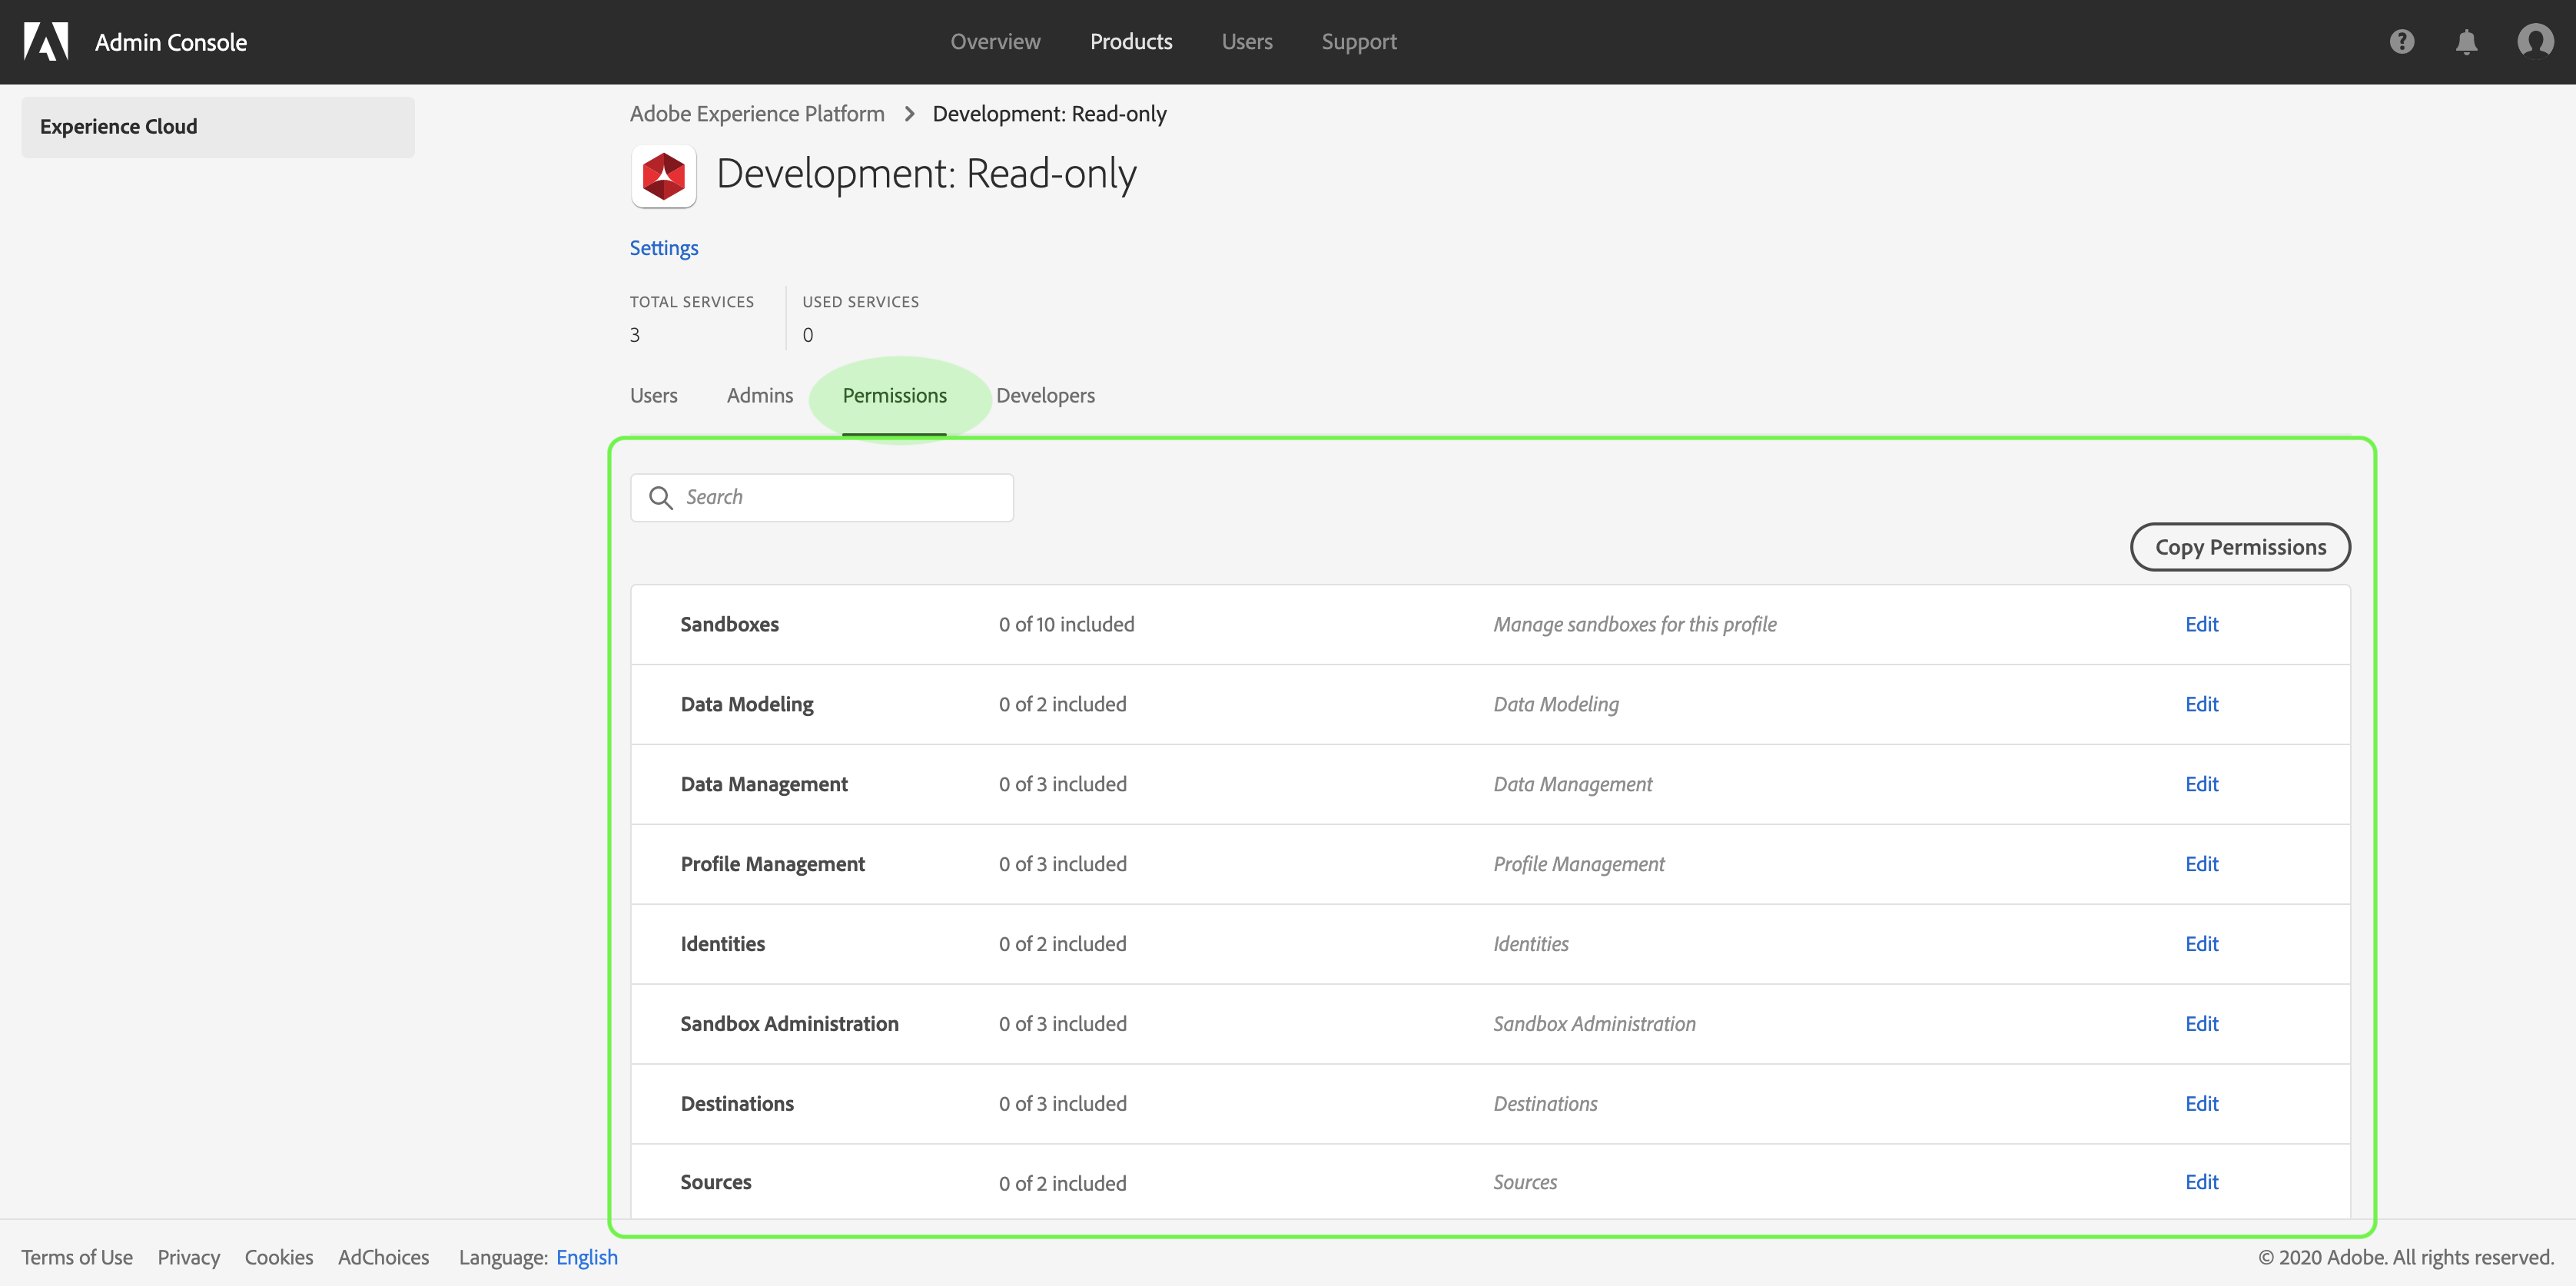 Admin Console
Overview Products Users Support
Experience Cloud
Adobe Experience Platform > Development: Read-only
Development: Read-only
Settings
TOTAL SERVICES USED SERVICES
3 0
Users Admins Permissions Developers
Search
Copy Permissions
Sandboxes 0 of 10 included Manage sandboxes for this profile Edit
Data Modeling 0 of 2 included Data Modeling Edit
Data Management 0 of 3 included Data Management Edit
Profile Management 0 of 3 included Profile Management Edit
Identities 0 of 2 included Identities Edit
Sandbox Administration 0 of 3 included Sandbox Administration Edit
Destinations 0 of 3 included Destinations Edit
Sources 0 of 2 included Sources Edit
Terms of Use Privacy Cookies AdChoices Language: English © 2020 Adobe. All rights reserved.